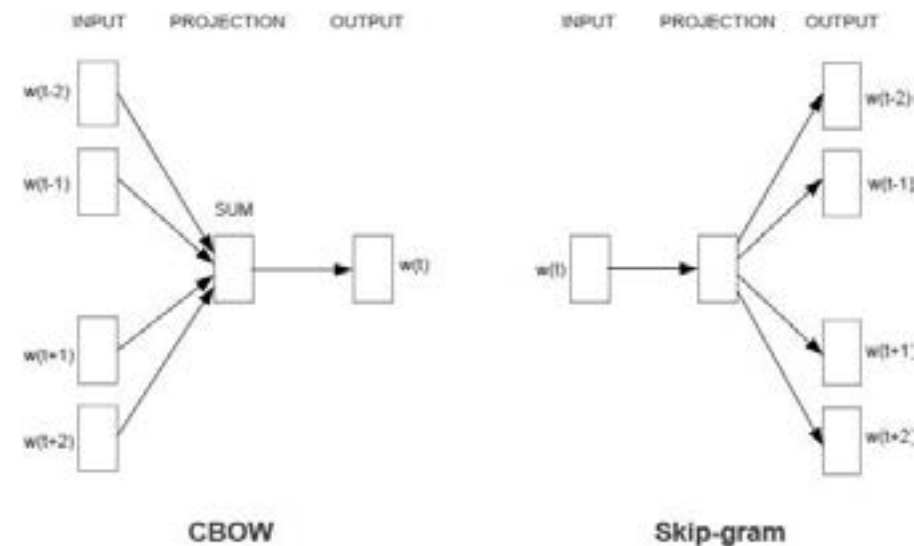 INPUT PROJECTION OUTPUT
w(t-2)
w(t-1)
SUM
w(t)
w(t+1)
w(t+2)
CBOW
INPUT PROJECTION OUTPUT
w(t-2)
w(t-1)
w(t)
w(t+1)
w(t+2)
Skip-gram